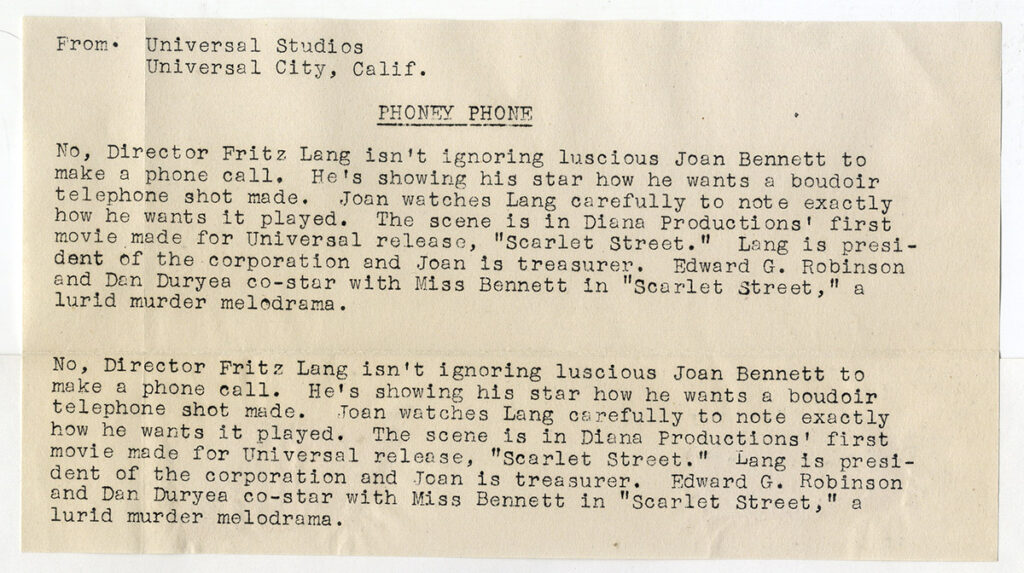 From. Universal Studios
Universal City, Calif.
PHONEY PHONE
No, Director Fritz Lang isn't ignoring luscious Joan Bennett to
make a phone call. He's showing his star how he wants a boudoir
telephone shot made. Joan watches Lang carefully to note exactly
how he wants it played. The scene is in Diana Productions' first
movie made for Universal release, "Scarlet Street." Lang is presi-
dent of the corporation and Joan is treasurer. Edward G. Robinson
and Dan Duryea co-star with Miss Bennett in "Scarlet Street," a
lurid murder melodrama.
No, Director Fritz Lang isn't ignoring luscious Joan Bennett to
make a phone call. He's showing his star how he wants a boudoir
telephone shot made. Joan watches Lang carefully to note exactly
how he wants it played. The scene is in Diana Productions' first
movie made for Universal release, "Scarlet Street." Lang is presi-
dent of the corporation and Joan is treasurer. Edward G. Robinson
and Dan Duryea co-star with Miss Bennett in "Scarlet Street," a
lurid murder melodrama.